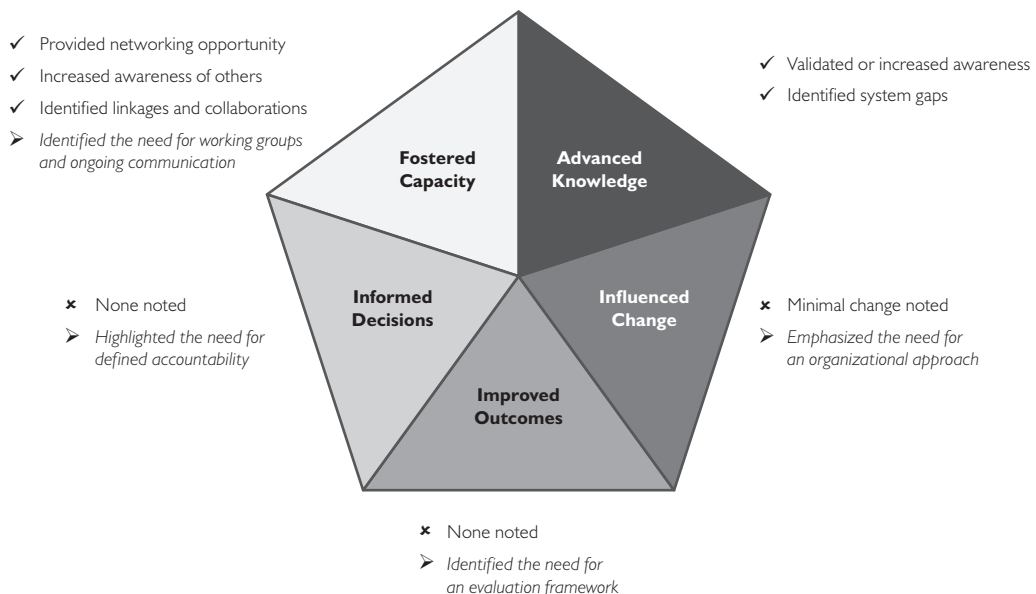 ✓ Provided networking opportunity
✓ Increased awareness of others
✓ Identified linkages and collaborations
➢ Identified the need for working groups
and ongoing communication
✓ Validated or increased awareness
✓ Identified system gaps
Fostered
Capacity
Advanced
Knowledge
Informed
Decisions
Influenced
Change
Improved
Outcomes
✗ None noted
➢ Highlighted the need for
defined accountability
✗ Minimal change noted
➢ Emphasized the need for
an organizational approach
✗ None noted
➢ Identified the need for
an evaluation framework